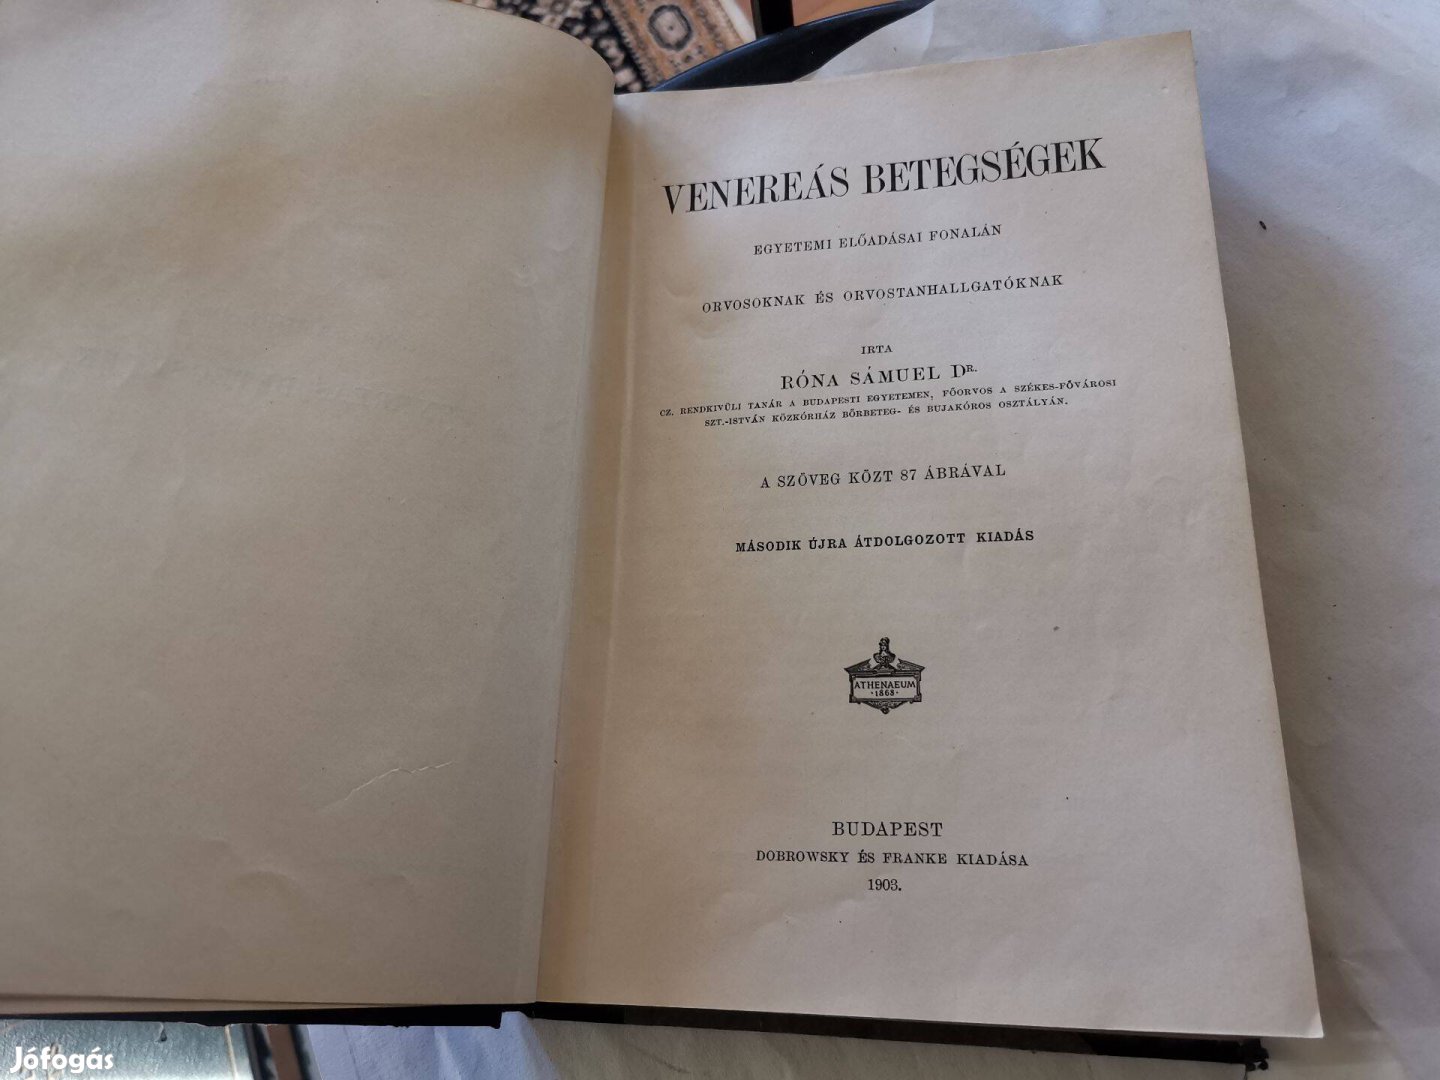 VENEREÁS BETEGSÉGEK
EGYETEMI ELŐADÁSAI FONALÁN
ORVOSOKNAK ÉS ORVOSTANHALLGATÓKNAK
IRTA
RÓNA SÁMUEL DR.
CZ. RENDKIVÜLI TANÁR A BUDAPESTI EGYETEMEN, FŐORVOS A SZÉKES-FŐVÁROSI
SZT.-ISTVÁN KÖZKÓRHÁZ BŐRBETEG- ÉS BUJAKÓROS OSZTÁLYÁN.
A SZÖVEG KÖZT 87 ÁBRÁVAL
MÁSODIK ÚJRA ÁTDOLGOZOTT KIADÁS
ATHENAEUM
·1868·
BUDAPEST
DOBROWSKY ÉS FRANKE KIADÁSA
1903.
Jófogás